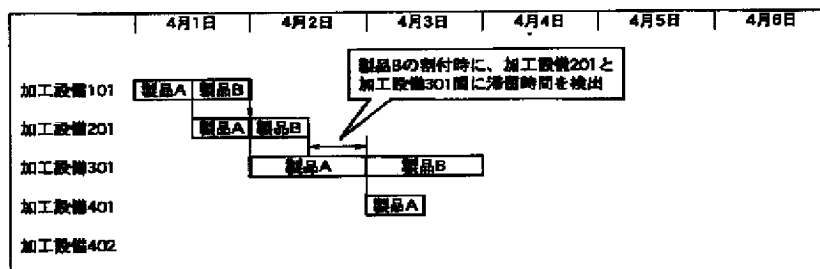 4月1日 4月2日 4月3日 4月4日 4月5日 4月6日
製品Bの割付時に、加工設備201と
加工設備301間に滞留時間を検出
加工設備101 製品A 製品B
加工設備201 製品A 製品B
加工設備301 製品A 製品B
加工設備401 製品A
加工設備402